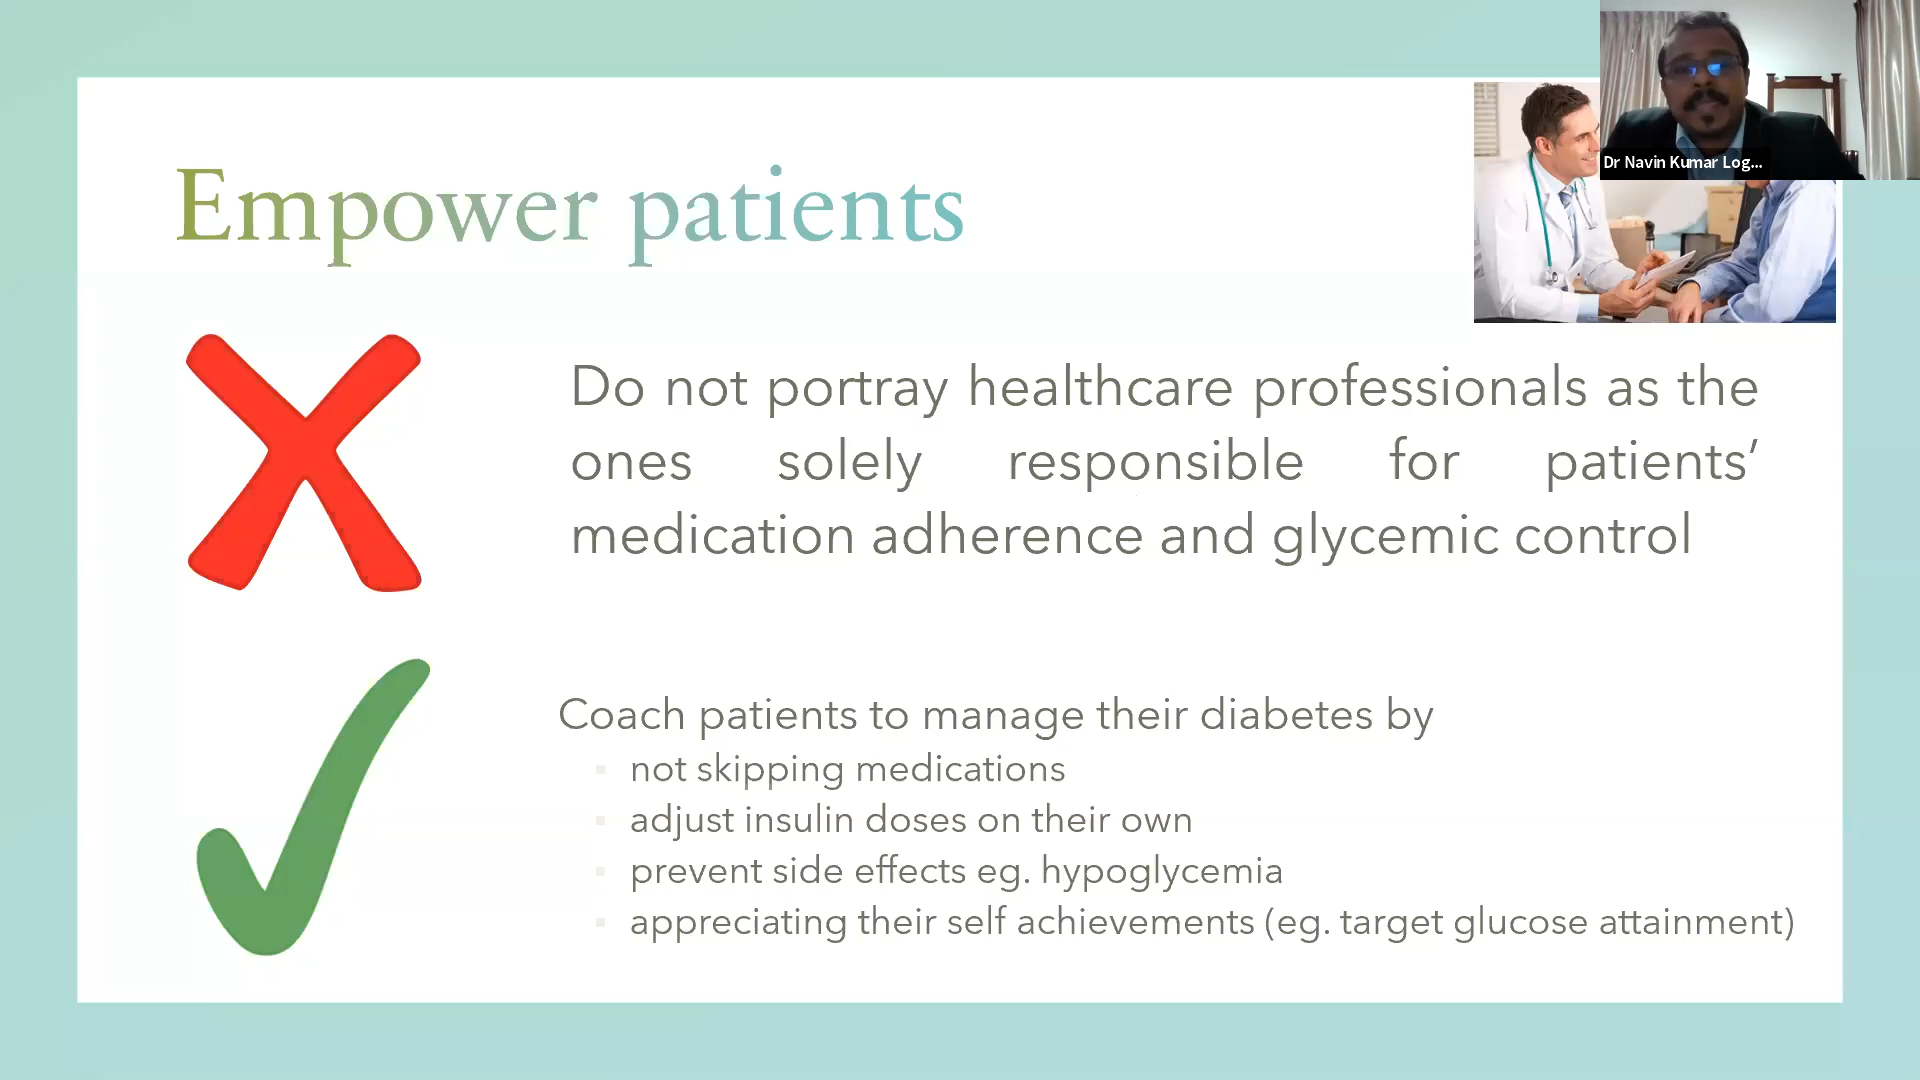 Dr Navin Kumar Log...
Empower patients
Do not portray healthcare professionals as the
ones solely responsible for patients’
medication adherence and glycemic control
Coach patients to manage their diabetes by
▪ not skipping medications
▪ adjust insulin doses on their own
▪ prevent side effects eg. hypoglycemia
▪ appreciating their self achievements (eg. target glucose attainment)